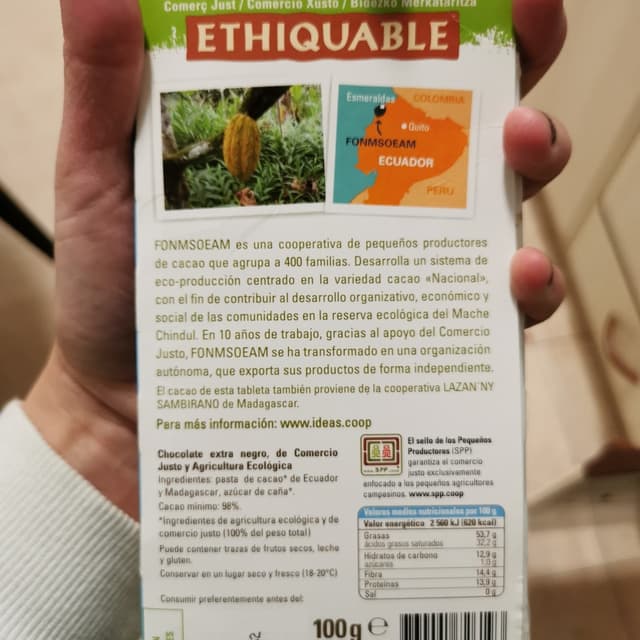 Comerç Just / Comercio Xusto / Bidezko Merkataritza
ETHIQUABLE
Esmeraldas
COLOMBIA
Quito
FONMSOEAM
ECUADOR
PERU
FONMSOEAM es una cooperativa de pequeños productores
de cacao que agrupa a 400 familias. Desarrolla un sistema de
eco-producción centrado en la variedad cacao «Nacional»,
con el fin de contribuir al desarrollo organizativo, económico y
social de las comunidades en la reserva ecológica del Mache
Chindul. En 10 años de trabajo, gracias al apoyo del Comercio
Justo, FONMSOEAM se ha transformado en una organización
autónoma, que exporta sus productos de forma independiente.
El cacao de esta tableta también proviene de la cooperativa LAZAN'NY
SAMBIRANO de Madagascar.
Para más información: www.ideas.coop
Chocolate extra negro, de Comercio
Justo y Agricultura Ecológica
Ingredientes: pasta de cacao* de Ecuador
y Madagascar, azúcar de caña*.
Cacao mínimo: 98%.
*Ingredientes de agricultura ecológica y de
comercio justo (100% del peso total)
Puede contener trazas de frutos secos, leche
y gluten.
Conservar en un lugar seco y fresco (18-20°C)
Consumir preferentemente antes del:
SPP
El sello de los Pequeños
Productores (SPP)
garantiza el comercio
justo exclusivamente
enfocado a los pequeños agricultores
campesinos. www.spp.coop
Valores medios nutricionales por 100 g
Valor energético 2 560 kJ (620 kcal)
Grasas 53,7 g
ácidos grasos saturados 32,2 g
Hidratos de carbono 12,9 g
azúcares 1,0 g
Fibra 14,4 g
Proteínas 13,9 g
Sal 0 g
100 g e